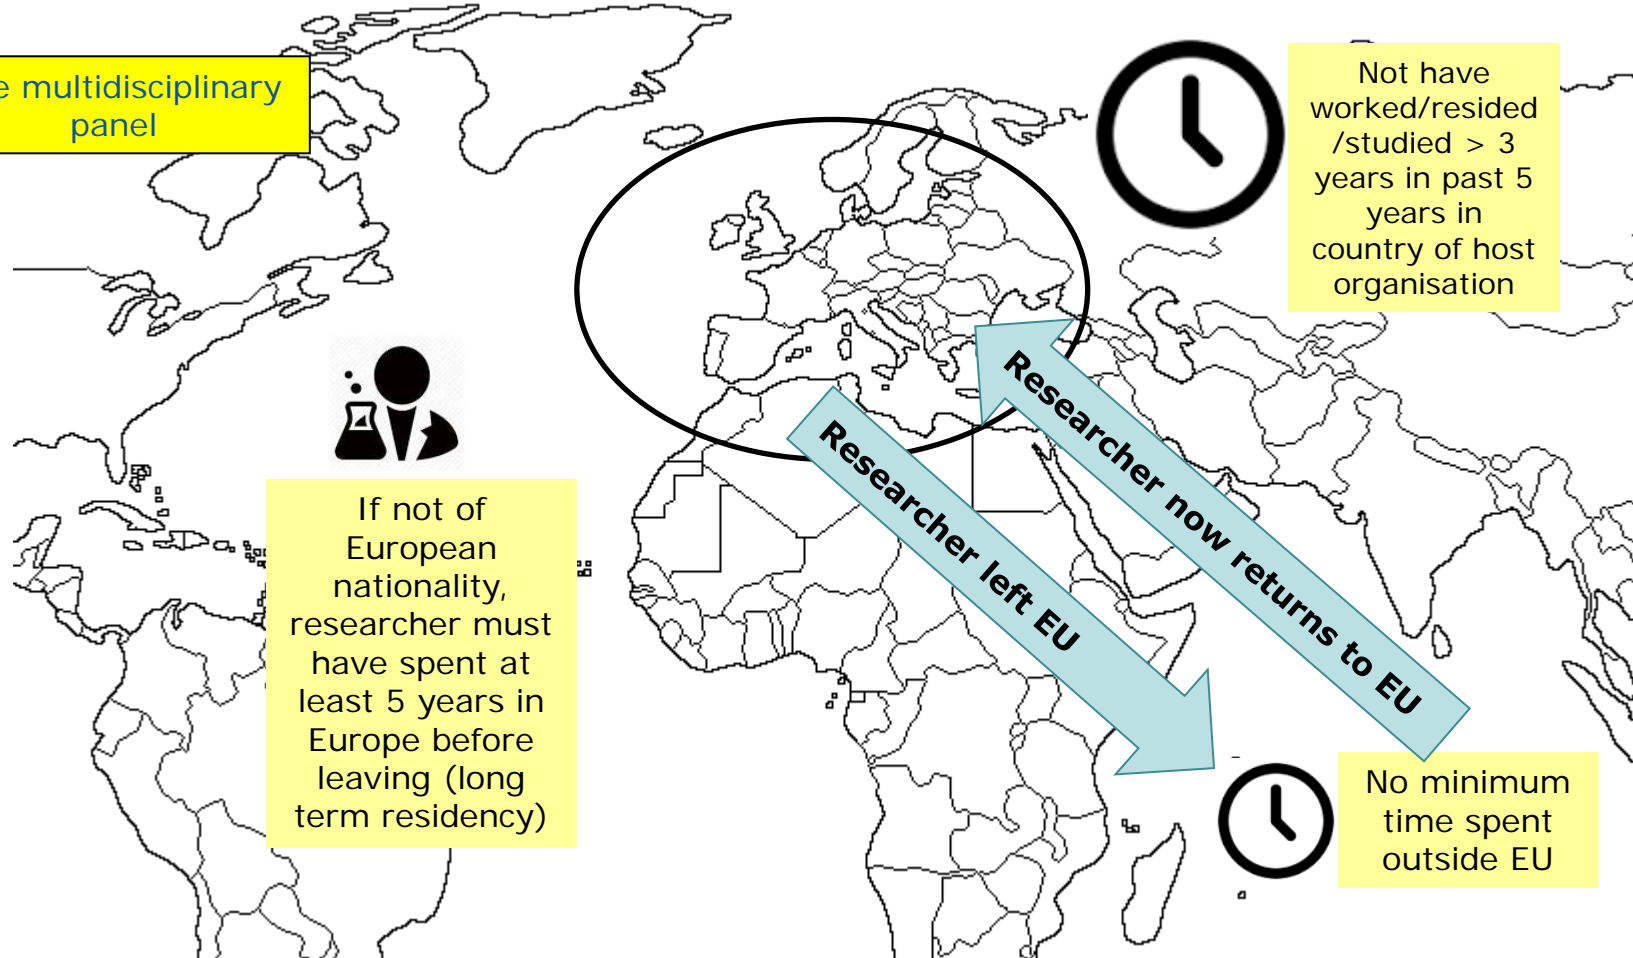 multidisciplinary
panel
Not have
worked/resided
/studied > 3
years in past 5
years in
country of host
organisation
If not of
European
nationality,
researcher must
have spent at
least 5 years in
Europe before
leaving (long
term residency)
Researcher left EU
Researcher now returns to EU
No minimum
time spent
outside EU